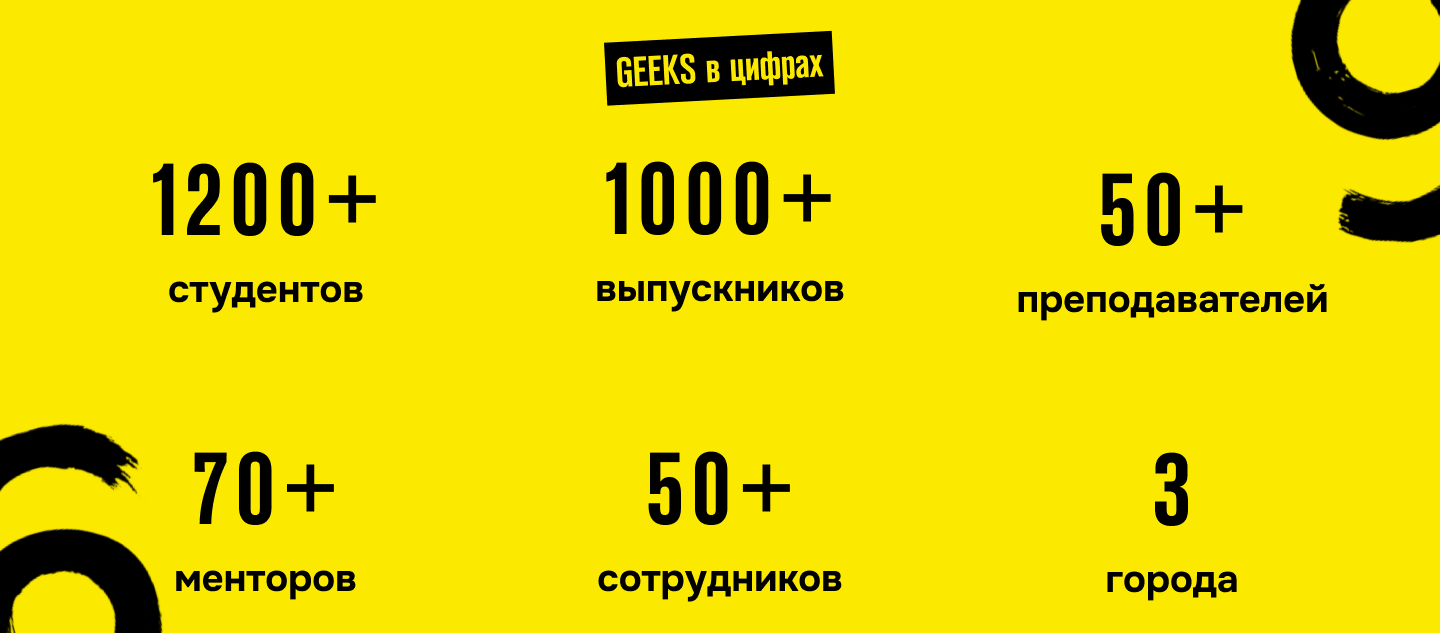 GEEKS в цифрах
1200+
студентов
1000+
выпускников
50+
преподавателей
70+
менторов
50+
сотрудников
3
города